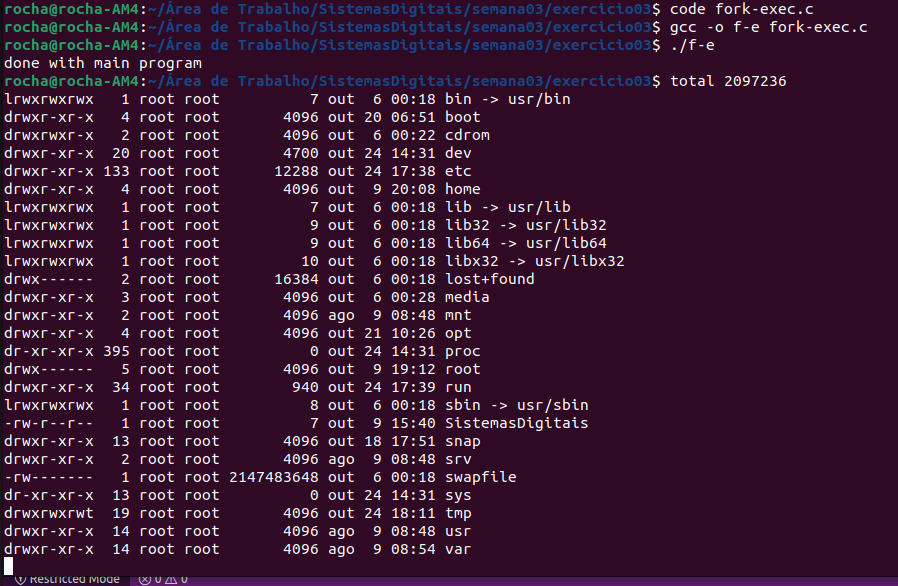 rocha@rocha-AM4:~/Área de Trabalho/SistemasDigitais/semana03/exercicio03$ code fork-exec.c
rocha@rocha-AM4:~/Área de Trabalho/SistemasDigitais/semana03/exercicio03$ gcc -o f-e fork-exec.c
rocha@rocha-AM4:~/Área de Trabalho/SistemasDigitais/semana03/exercicio03$ ./f-e
done with main program
rocha@rocha-AM4:~/Área de Trabalho/SistemasDigitais/semana03/exercicio03$ total 2097236
lrwxrwxrwx   1 root root          7 out  6 00:18 bin -> usr/bin
drwxr-xr-x   4 root root       4096 out 20 06:51 boot
drwxrwxr-x   2 root root       4096 out  6 00:22 cdrom
drwxr-xr-x  20 root root       4700 out 24 14:31 dev
drwxr-xr-x 133 root root      12288 out 24 17:38 etc
drwxr-xr-x   4 root root       4096 out  9 20:08 home
lrwxrwxrwx   1 root root          7 out  6 00:18 lib -> usr/lib
lrwxrwxrwx   1 root root          9 out  6 00:18 lib32 -> usr/lib32
lrwxrwxrwx   1 root root          9 out  6 00:18 lib64 -> usr/lib64
lrwxrwxrwx   1 root root         10 out  6 00:18 libx32 -> usr/libx32
drwx------   2 root root      16384 out  6 00:18 lost+found
drwxr-xr-x   3 root root       4096 out  6 00:28 media
drwxr-xr-x   2 root root       4096 ago  9 08:48 mnt
drwxr-xr-x   4 root root       4096 out 21 10:26 opt
dr-xr-xr-x 395 root root          0 out 24 14:31 proc
drwx------   5 root root       4096 out  9 19:12 root
drwxr-xr-x  34 root root        940 out 24 17:39 run
lrwxrwxrwx   1 root root          8 out  6 00:18 sbin -> usr/sbin
-rw-r--r--   1 root root          7 out  9 15:40 SistemasDigitais
drwxr-xr-x  13 root root       4096 out 18 17:51 snap
drwxr-xr-x   2 root root       4096 ago  9 08:48 srv
-rw-------   1 root root 2147483648 out  6 00:18 swapfile
dr-xr-xr-x  13 root root          0 out 24 14:31 sys
drwxrwxrwt  19 root root       4096 out 24 18:11 tmp
drwxr-xr-x  14 root root       4096 ago  9 08:48 usr
drwxr-xr-x  14 root root       4096 ago  9 08:54 var
Restricted Mode 0 0